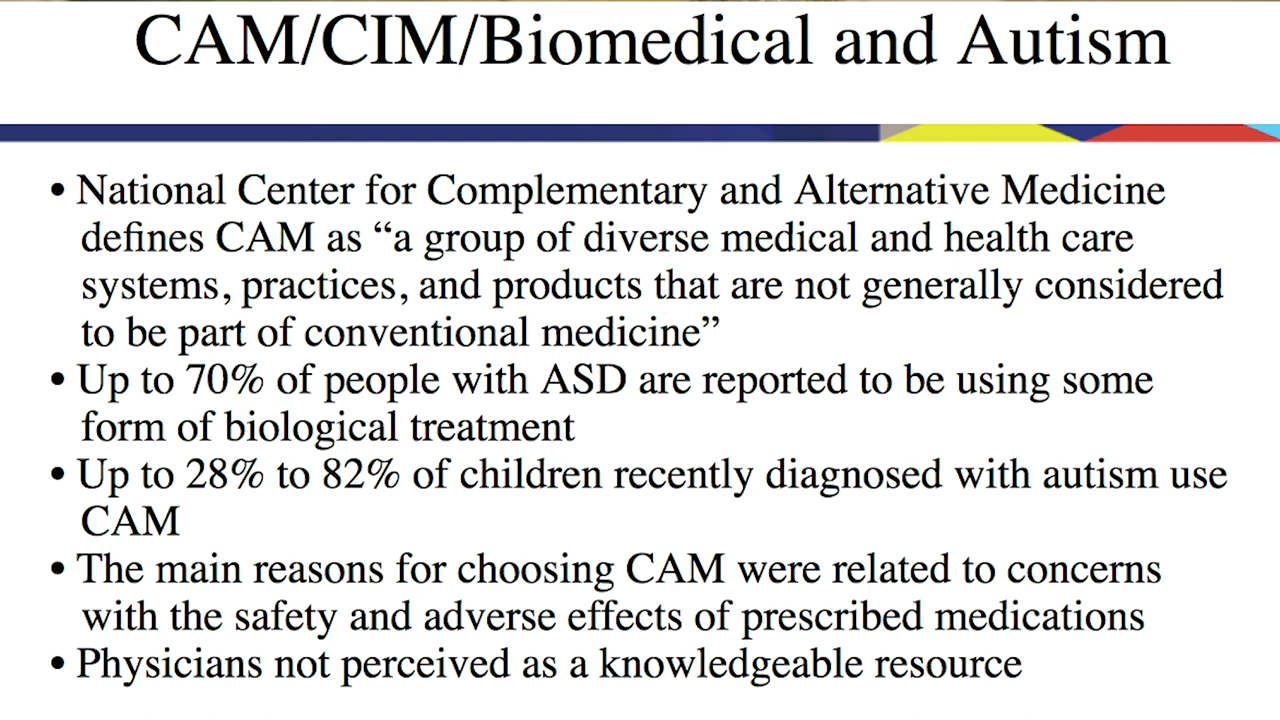 CAM/CIM/Biomedical and Autism
• National Center for Complementary and Alternative Medicine
defines CAM as “a group of diverse medical and health care
systems, practices, and products that are not generally considered
to be part of conventional medicine”
• Up to 70% of people with ASD are reported to be using some
form of biological treatment
• Up to 28% to 82% of children recently diagnosed with autism use
CAM
• The main reasons for choosing CAM were related to concerns
with the safety and adverse effects of prescribed medications
• Physicians not perceived as a knowledgeable resource